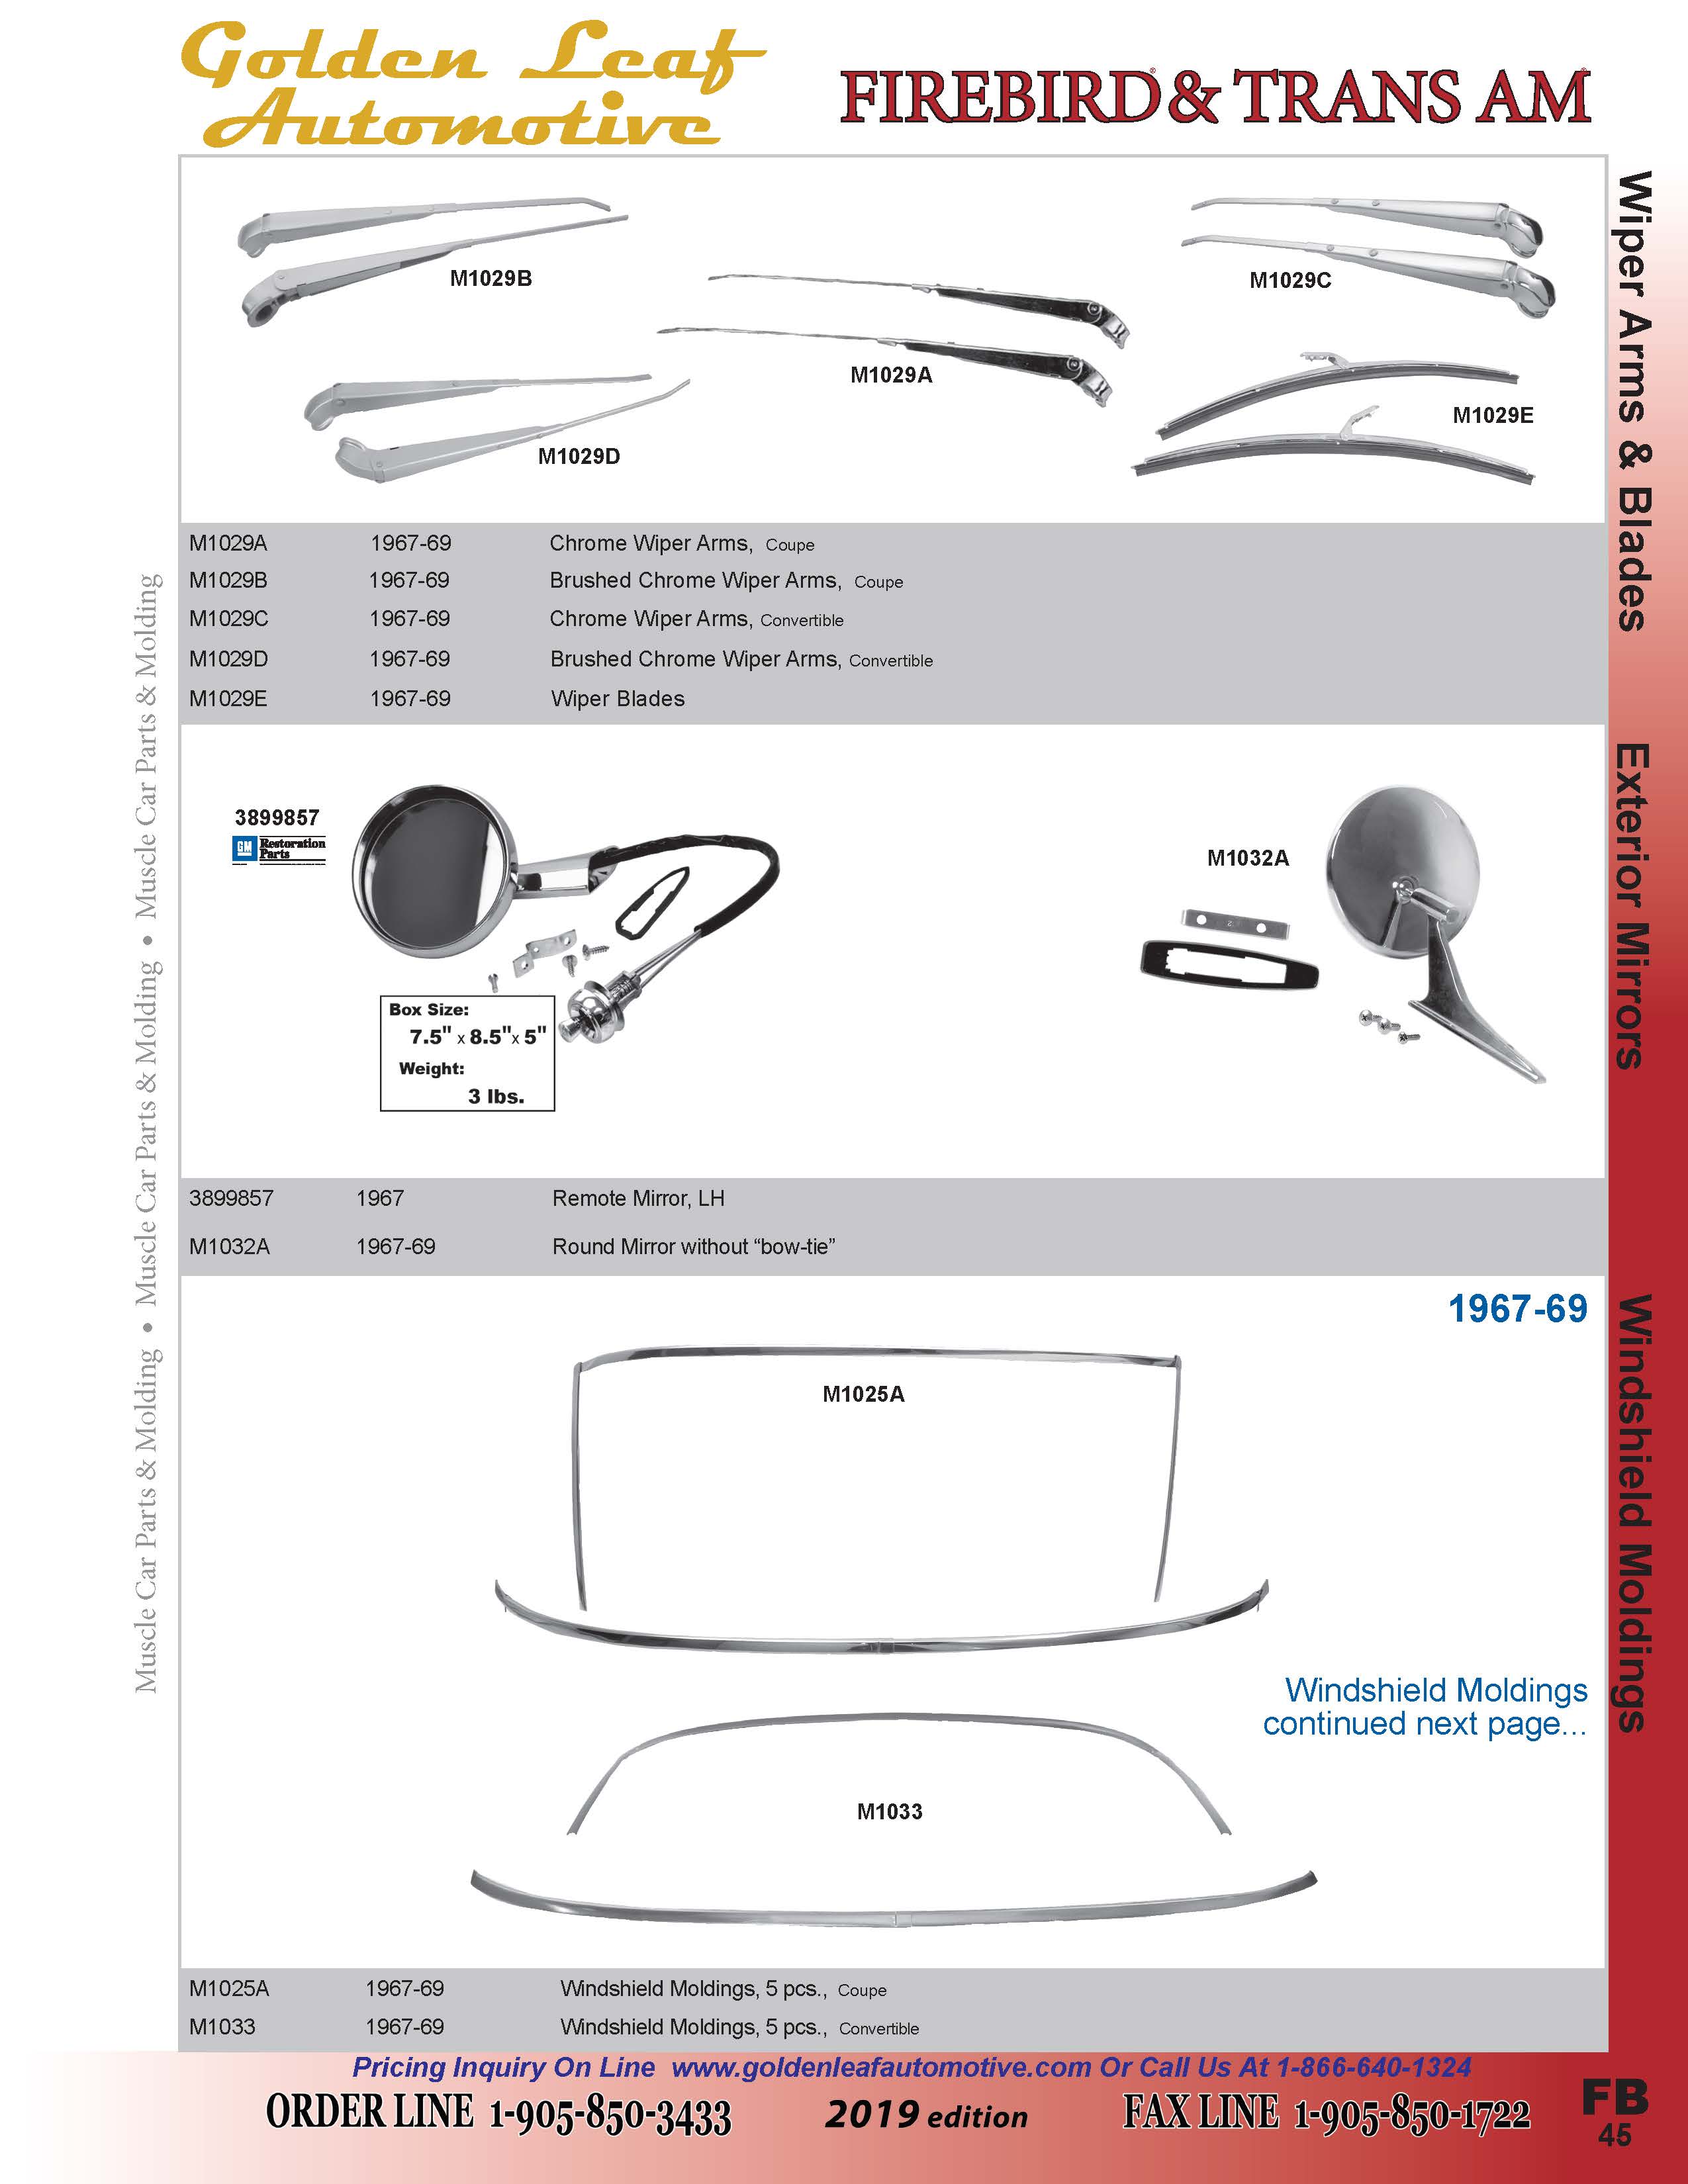 Golden Leaf
Automotive
FIREBIRD® & TRANS AM®
M1029B
M1029C
M1029A
M1029E
M1029D
M1029A 1967-69 Chrome Wiper Arms, Coupe
M1029B 1967-69 Brushed Chrome Wiper Arms, Coupe
M1029C 1967-69 Chrome Wiper Arms, Convertible
M1029D 1967-69 Brushed Chrome Wiper Arms, Convertible
M1029E 1967-69 Wiper Blades
3899857
GM Restoration
Parts
M1032A
Box Size:
7.5" x 8.5" x 5"
Weight:
3 lbs.
3899857 1967 Remote Mirror, LH
M1032A 1967-69 Round Mirror without “bow-tie”
1967-69
M1025A
Windshield Moldings
continued next page...
M1033
M1025A 1967-69 Windshield Moldings, 5 pcs., Coupe
M1033 1967-69 Windshield Moldings, 5 pcs., Convertible
Wiper Arms & Blades
Exterior Mirrors
Windshield Moldings
Muscle Car Parts & Molding • Muscle Car Parts & Molding • Muscle Car Parts & Molding
Pricing Inquiry On Line www.goldenleafautomotive.com Or Call Us At 1-866-640-1324
ORDER LINE 1-905-850-3433 2019 edition FAX LINE 1-905-850-1722
FB
45